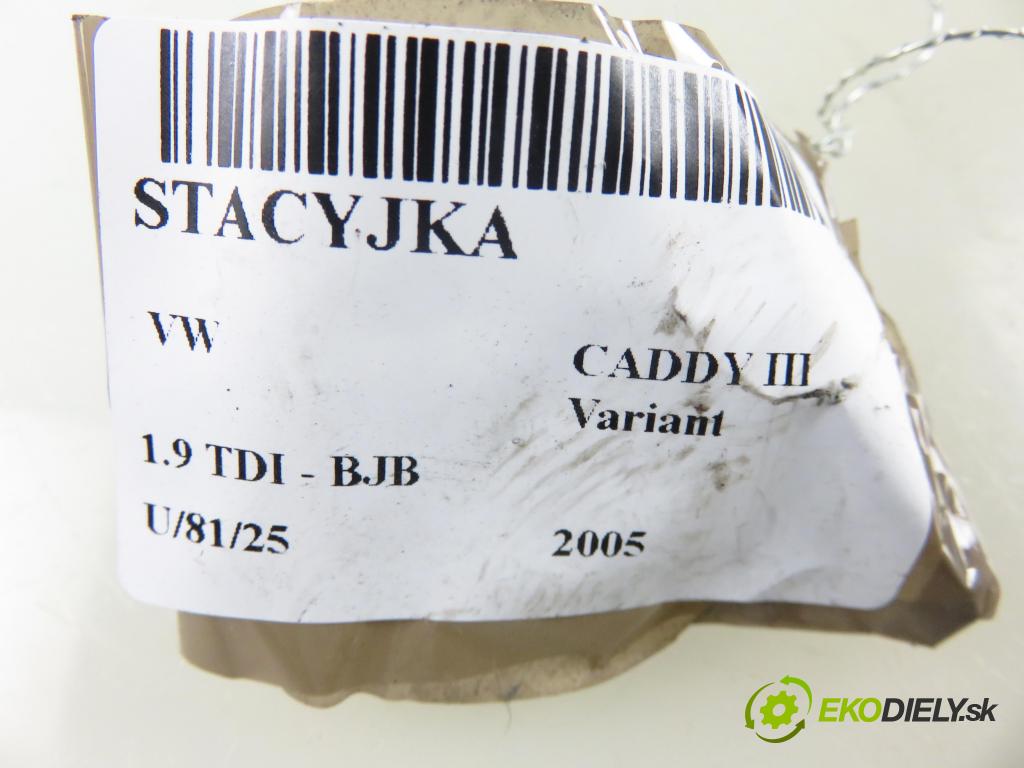 STACYJKA
VW
CADDY III
Variant
1.9 TDI - BJB
U/81/25
2005
EKODIELY.sk